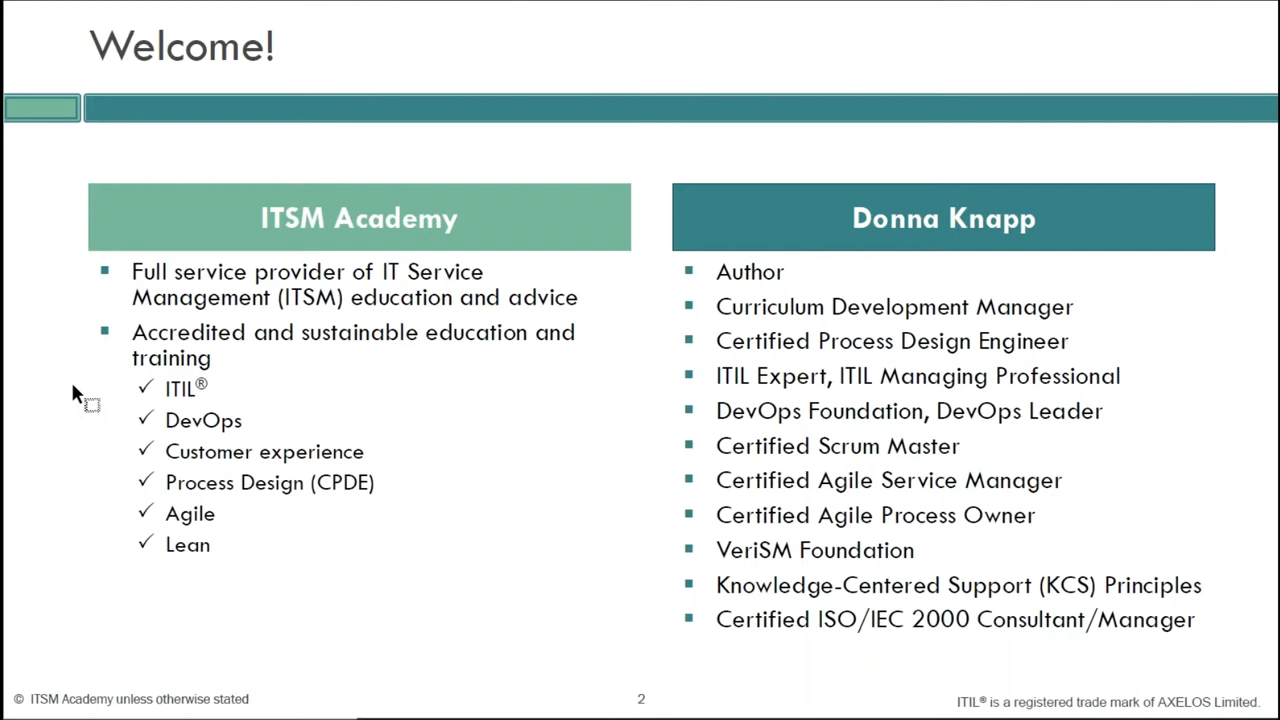 Welcome!
ITSM Academy
Full service provider of IT Service
Management (ITSM) education and advice
Accredited and sustainable education and
training
ITIL®
DevOps
Customer experience
Process Design (CPDE)
Agile
Lean
Donna Knapp
Author
Curriculum Development Manager
Certified Process Design Engineer
ITIL Expert, ITIL Managing Professional
DevOps Foundation, DevOps Leader
Certified Scrum Master
Certified Agile Service Manager
Certified Agile Process Owner
VeriSM Foundation
Knowledge-Centered Support (KCS) Principles
Certified ISO/IEC 2000 Consultant/Manager
© ITSM Academy unless otherwise stated
2
ITIL® is a registered trade mark of AXELOS Limited.